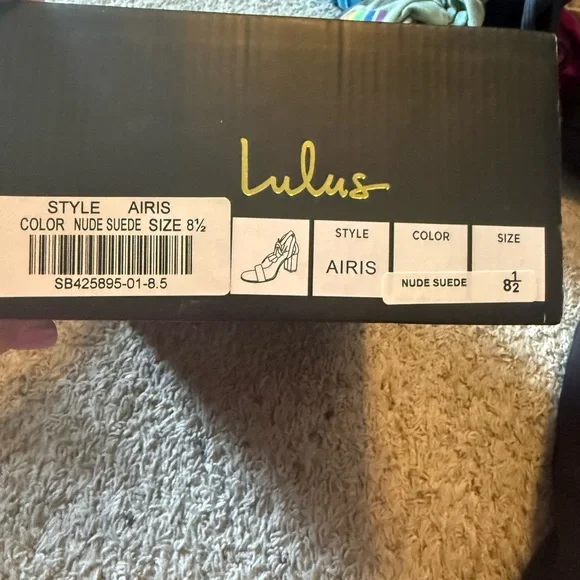 Lulus
STYLE AIRIS
COLOR NUDE SUEDE SIZE 8½
SB425895-01-8.5
STYLE
AIRIS
COLOR
NUDE SUEDE
SIZE
8½